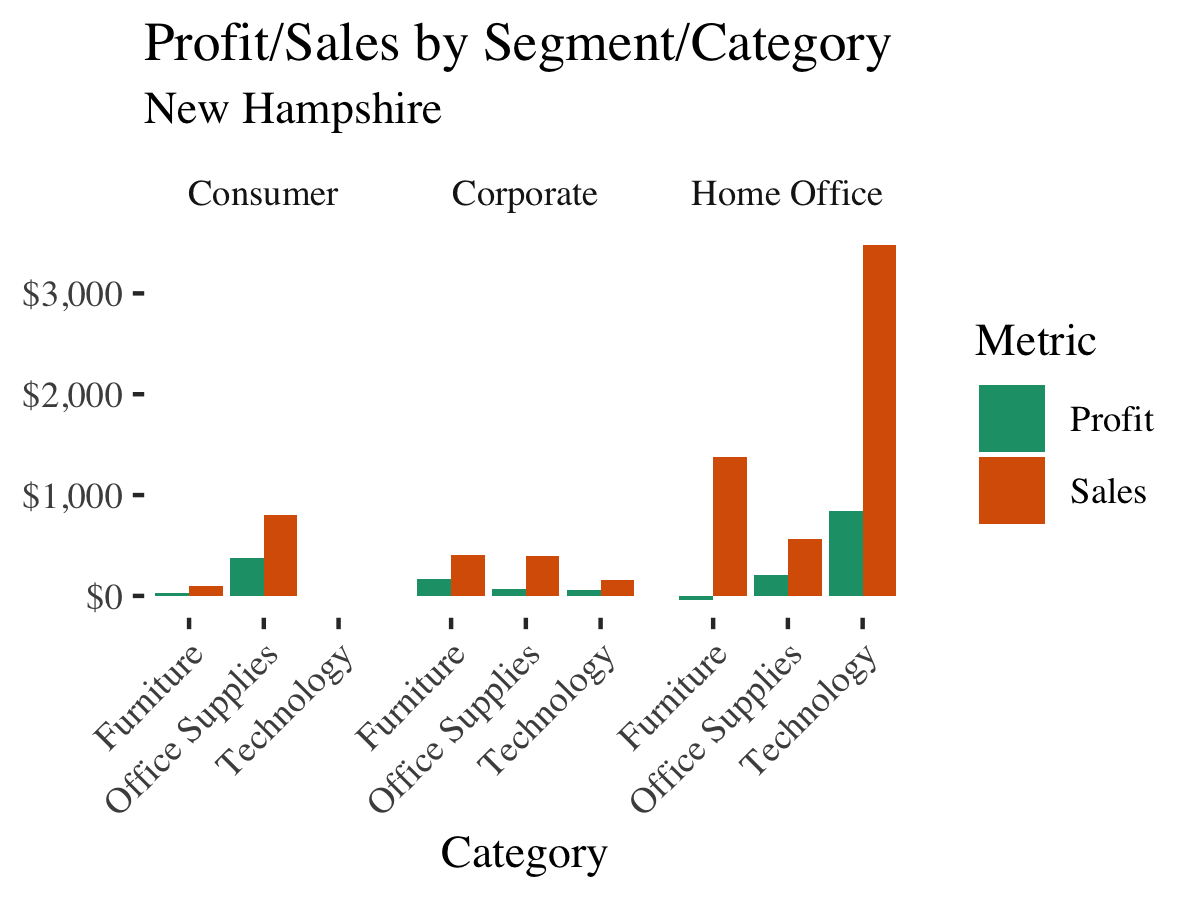 Profit/Sales by Segment/Category
New Hampshire
Consumer
Corporate
Home Office
$3,000
$2,000
$1,000
$0
Furniture
Office Supplies
Technology
Furniture
Office Supplies
Technology
Furniture
Office Supplies
Technology
Category
Metric
Profit
Sales